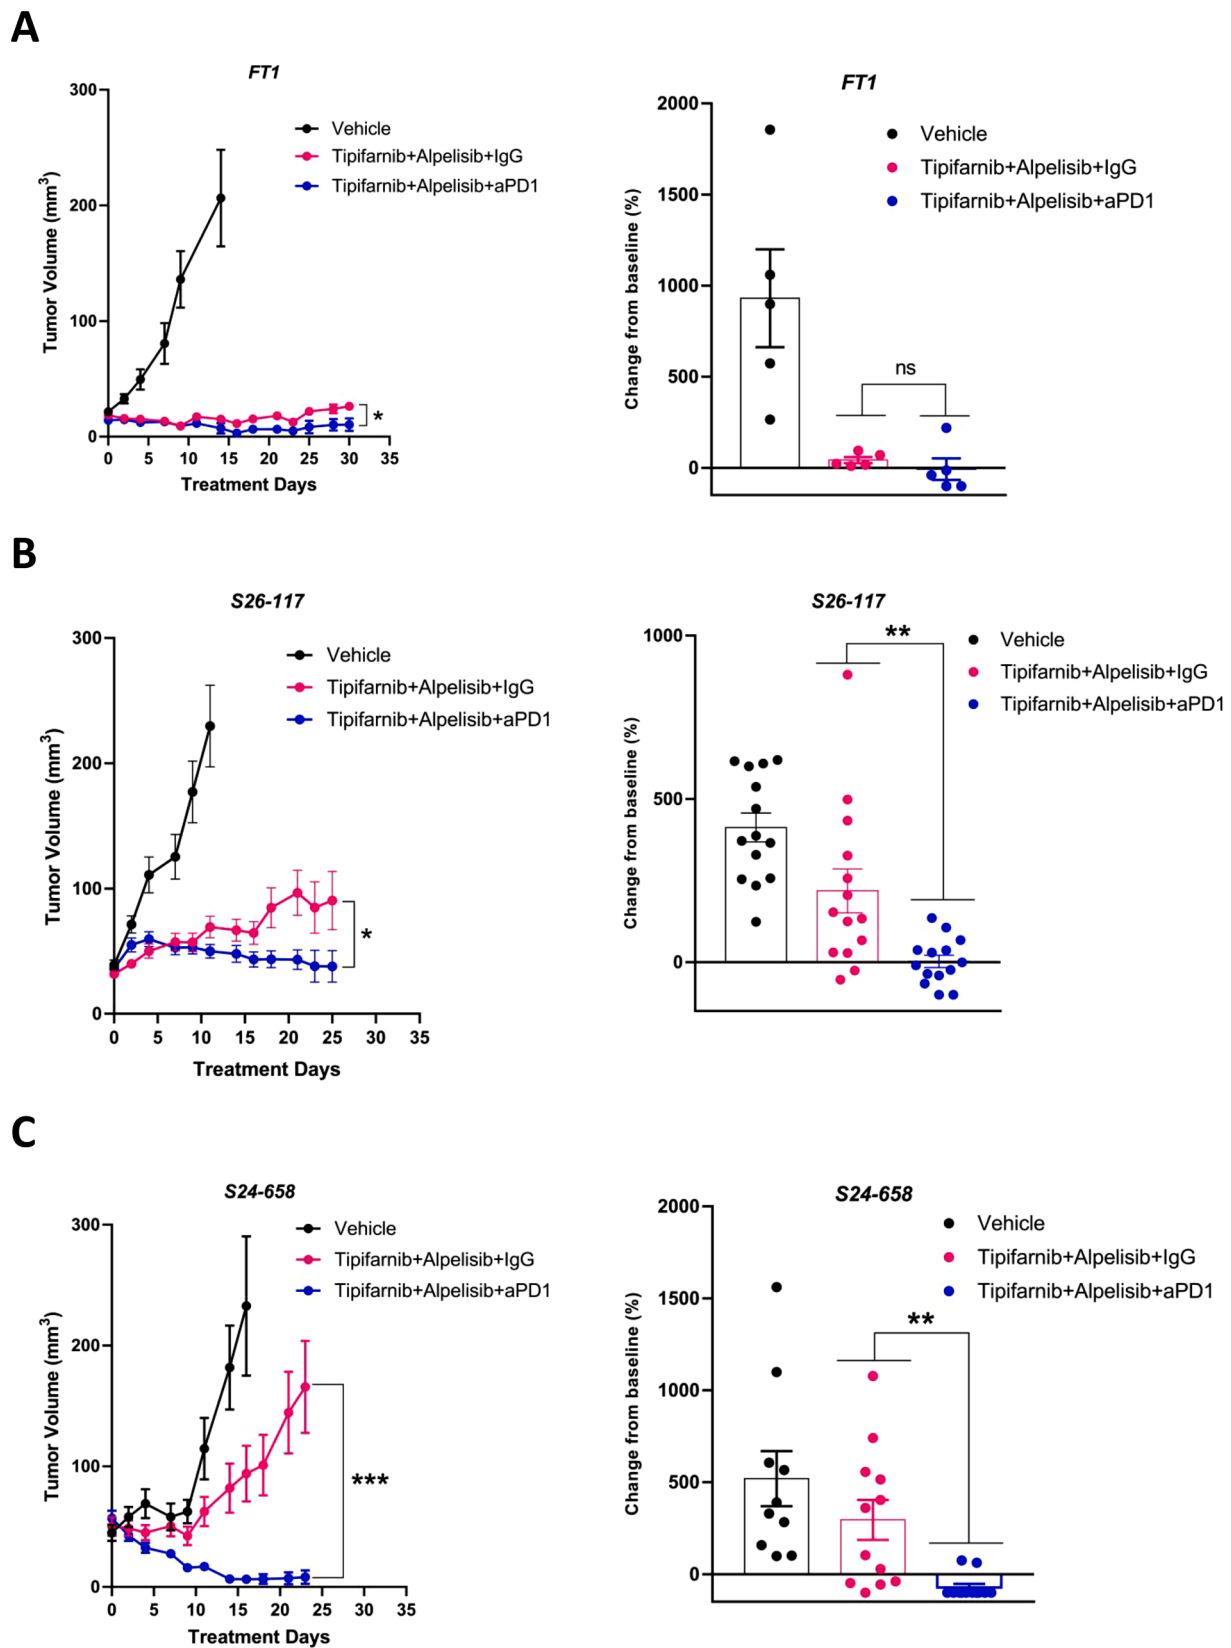 A
FT1
300
200
100
0
Tumor Volume (mm3)
0 5 10 15 20 25 30 35
Treatment Days
Vehicle
Tipifarnib+Alpelisib+IgG
Tipifarnib+Alpelisib+aPD1
*
FT1
2000
1500
1000
500
0
Change from baseline (%)
Vehicle
Tipifarnib+Alpelisib+IgG
Tipifarnib+Alpelisib+aPD1
ns
B
S26-117
300
200
100
0
Tumor Volume (mm3)
0 5 10 15 20 25 30 35
Treatment Days
Vehicle
Tipifarnib+Alpelisib+IgG
Tipifarnib+Alpelisib+aPD1
*
S26-117
1000
500
0
Change from baseline (%)
**
Vehicle
Tipifarnib+Alpelisib+IgG
Tipifarnib+Alpelisib+aPD1
C
S24-658
300
200
100
0
Tumor Volume (mm3)
0 5 10 15 20 25 30 35
Treatment Days
Vehicle
Tipifarnib+Alpelisib+IgG
Tipifarnib+Alpelisib+aPD1
***
S24-658
2000
1500
1000
500
0
Change from baseline (%)
Vehicle
Tipifarnib+Alpelisib+IgG
Tipifarnib+Alpelisib+aPD1
**